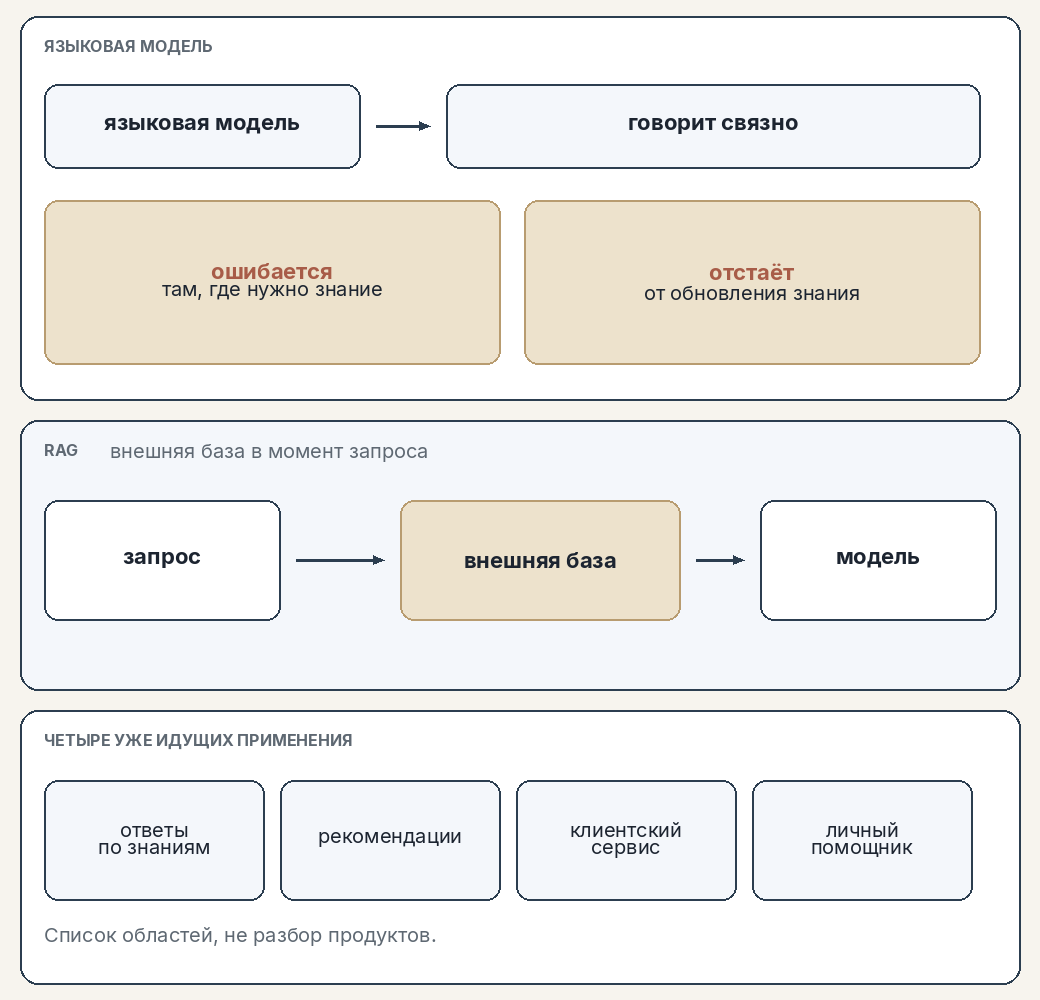 ЯЗЫКОВАЯ МОДЕЛЬ
языковая модель
говорит связно
ошибается
там, где нужно знание
отстаёт
от обновления знания
RAG внешняя база в момент запроса
запрос
внешняя база
модель
ЧЕТЫРЕ УЖЕ ИДУЩИХ ПРИМЕНЕНИЯ
ответы
по знаниям
рекомендации
клиентский
сервис
личный
помощник
Список областей, не разбор продуктов.